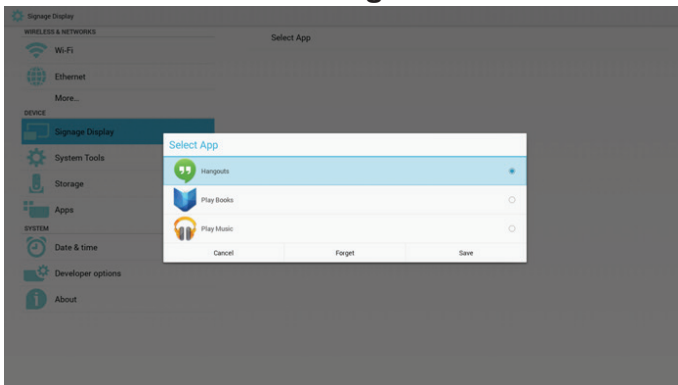 Signage Display
WIRELESS & NETWORKS
Select App
Wi-Fi
Ethernet
More...
DEVICE
Signage Display
System Tools
Storage
Apps
SYSTEM
Date & time
Developer options
About
Select App
Hangouts
Play Books
Play Music
Cancel Forget Save